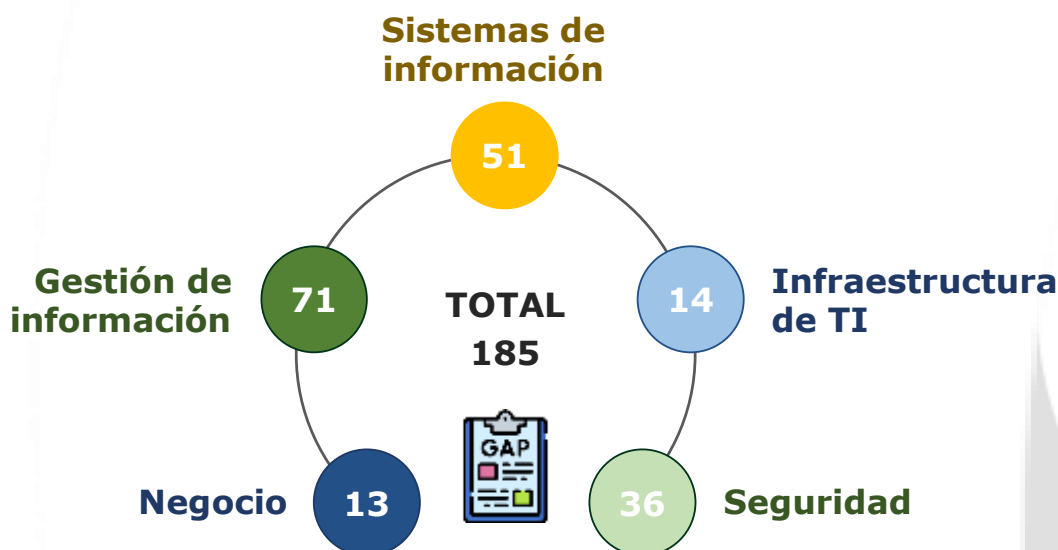 Sistemas de
información
51
Gestión de
información
71
TOTAL
185
14
Infraestructura
de TI
GAP
Negocio
13
36
Seguridad